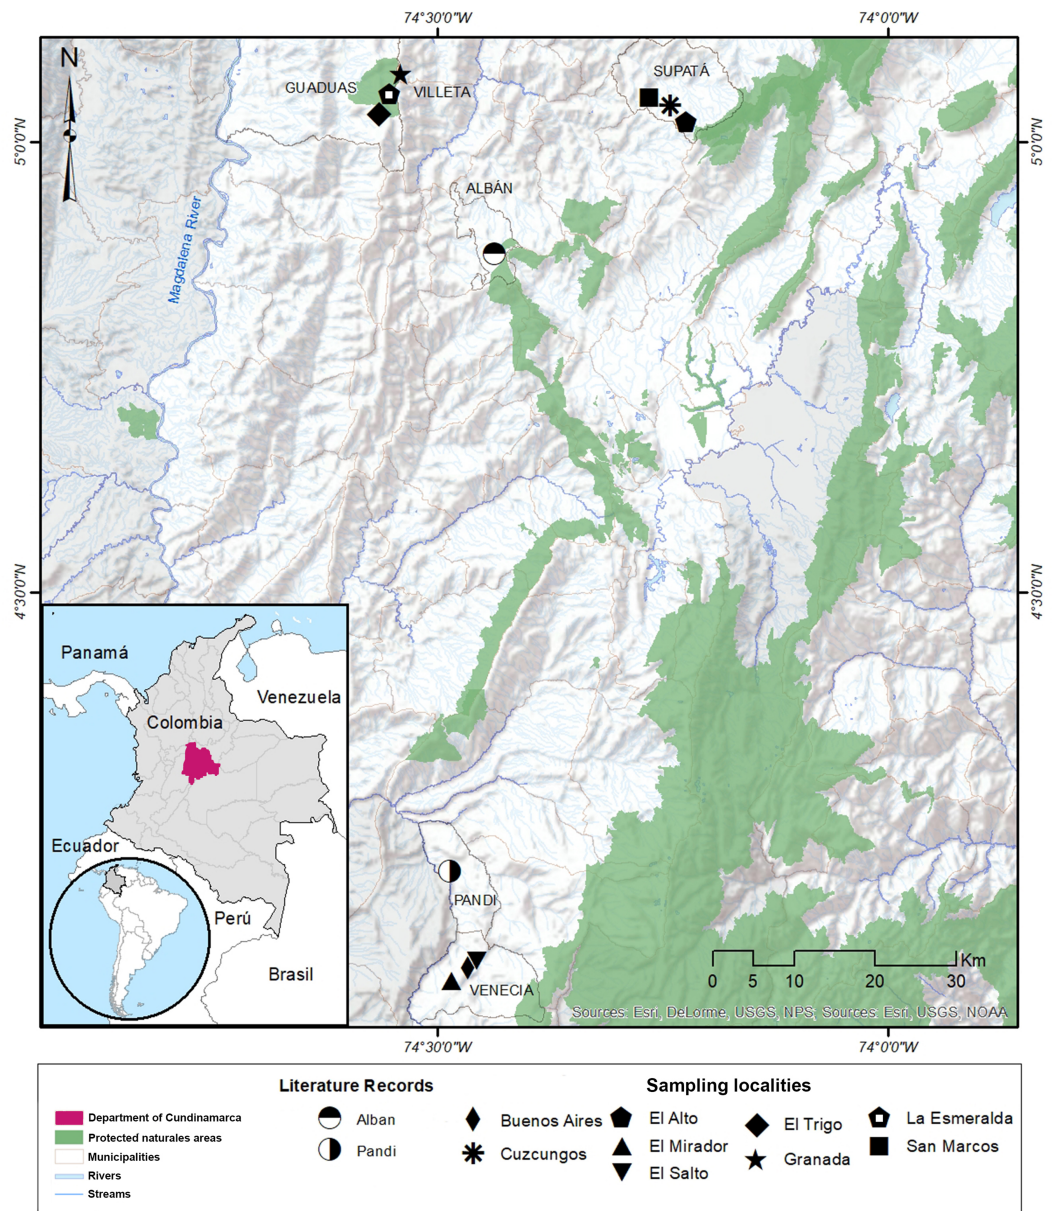 74°30'0"W
74°0'0"W
N
SUPATÁ
GUADUAS
VILLETA
5°0'0"N
5°0'0"N
ALBÁN
Magdalena River
4°30'0"N
4°30'0"N
Panamá
Venezuela
Colombia
Ecuador
Perú
Brasil
PANDI
VENECIA
Km
0 5 10 20 30
Sources: Esri, DeLorme, USGS, NPS, Sources: Esri, USGS, NOAA
74°30'0"W
74°0'0"W
Literature Records
Sampling localities
Department of Cundinamarca
Protected naturales areas
Municipalities
Rivers
Streams
Alban
Pandi
Buenos Aires
Cuzcungos
El Alto
El Mirador
El Salto
El Trigo
Granada
La Esmeralda
San Marcos